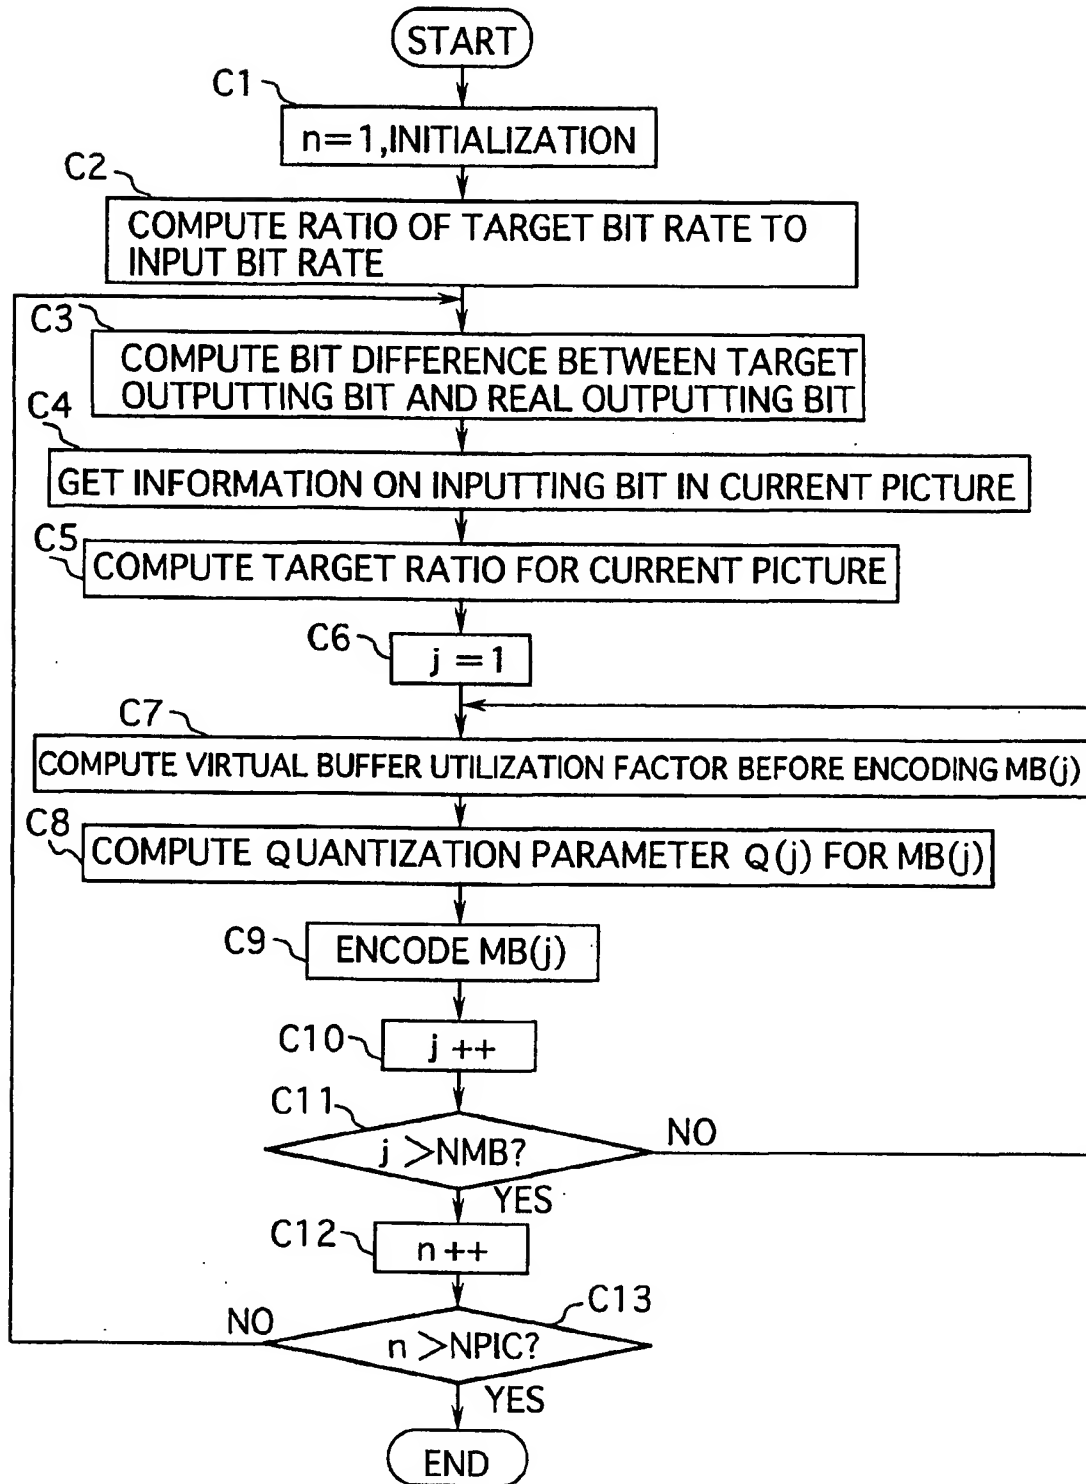 START
C1
n=1,INITIALIZATION
C2
COMPUTE RATIO OF TARGET BIT RATE TO
INPUT BIT RATE
C3
COMPUTE BIT DIFFERENCE BETWEEN TARGET
OUTPUTTING BIT AND REAL OUTPUTTING BIT
C4
GET INFORMATION ON INPUTTING BIT IN CURRENT PICTURE
C5
COMPUTE TARGET RATIO FOR CURRENT PICTURE
C6
j=1
C7
COMPUTE VIRTUAL BUFFER UTILIZATION FACTOR BEFORE ENCODING MB(j)
C8
COMPUTE QUANTIZATION PARAMETER Q(j) FOR MB(j)
C9
ENCODE MB(j)
C10
j++
C11
j >NMB?
NO
YES
C12
n++
C13
n >NPIC?
NO
YES
END